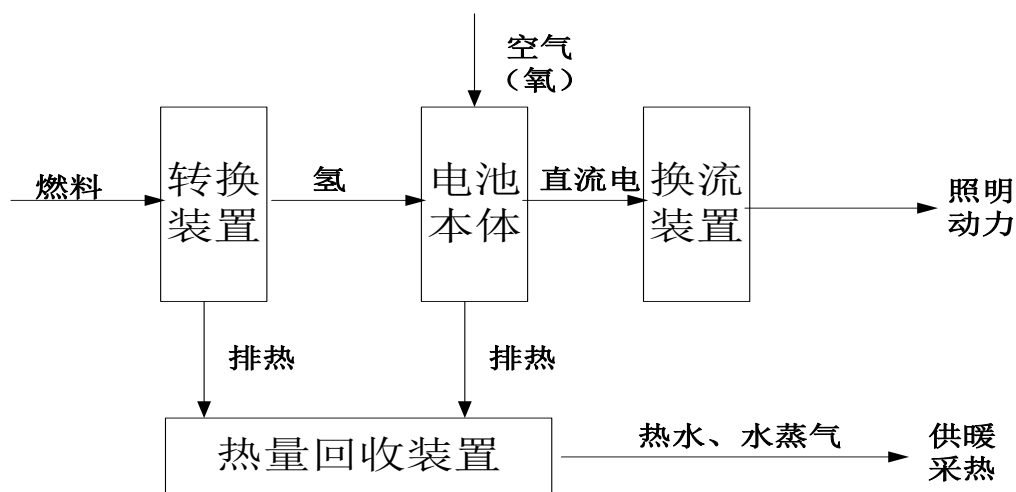 空气
（氧）
燃料
转换
装置
氢
电池
本体
直流电
换流
装置
照明
动力
排热
排热
热量回收装置
热水、水蒸气
供暖
采热